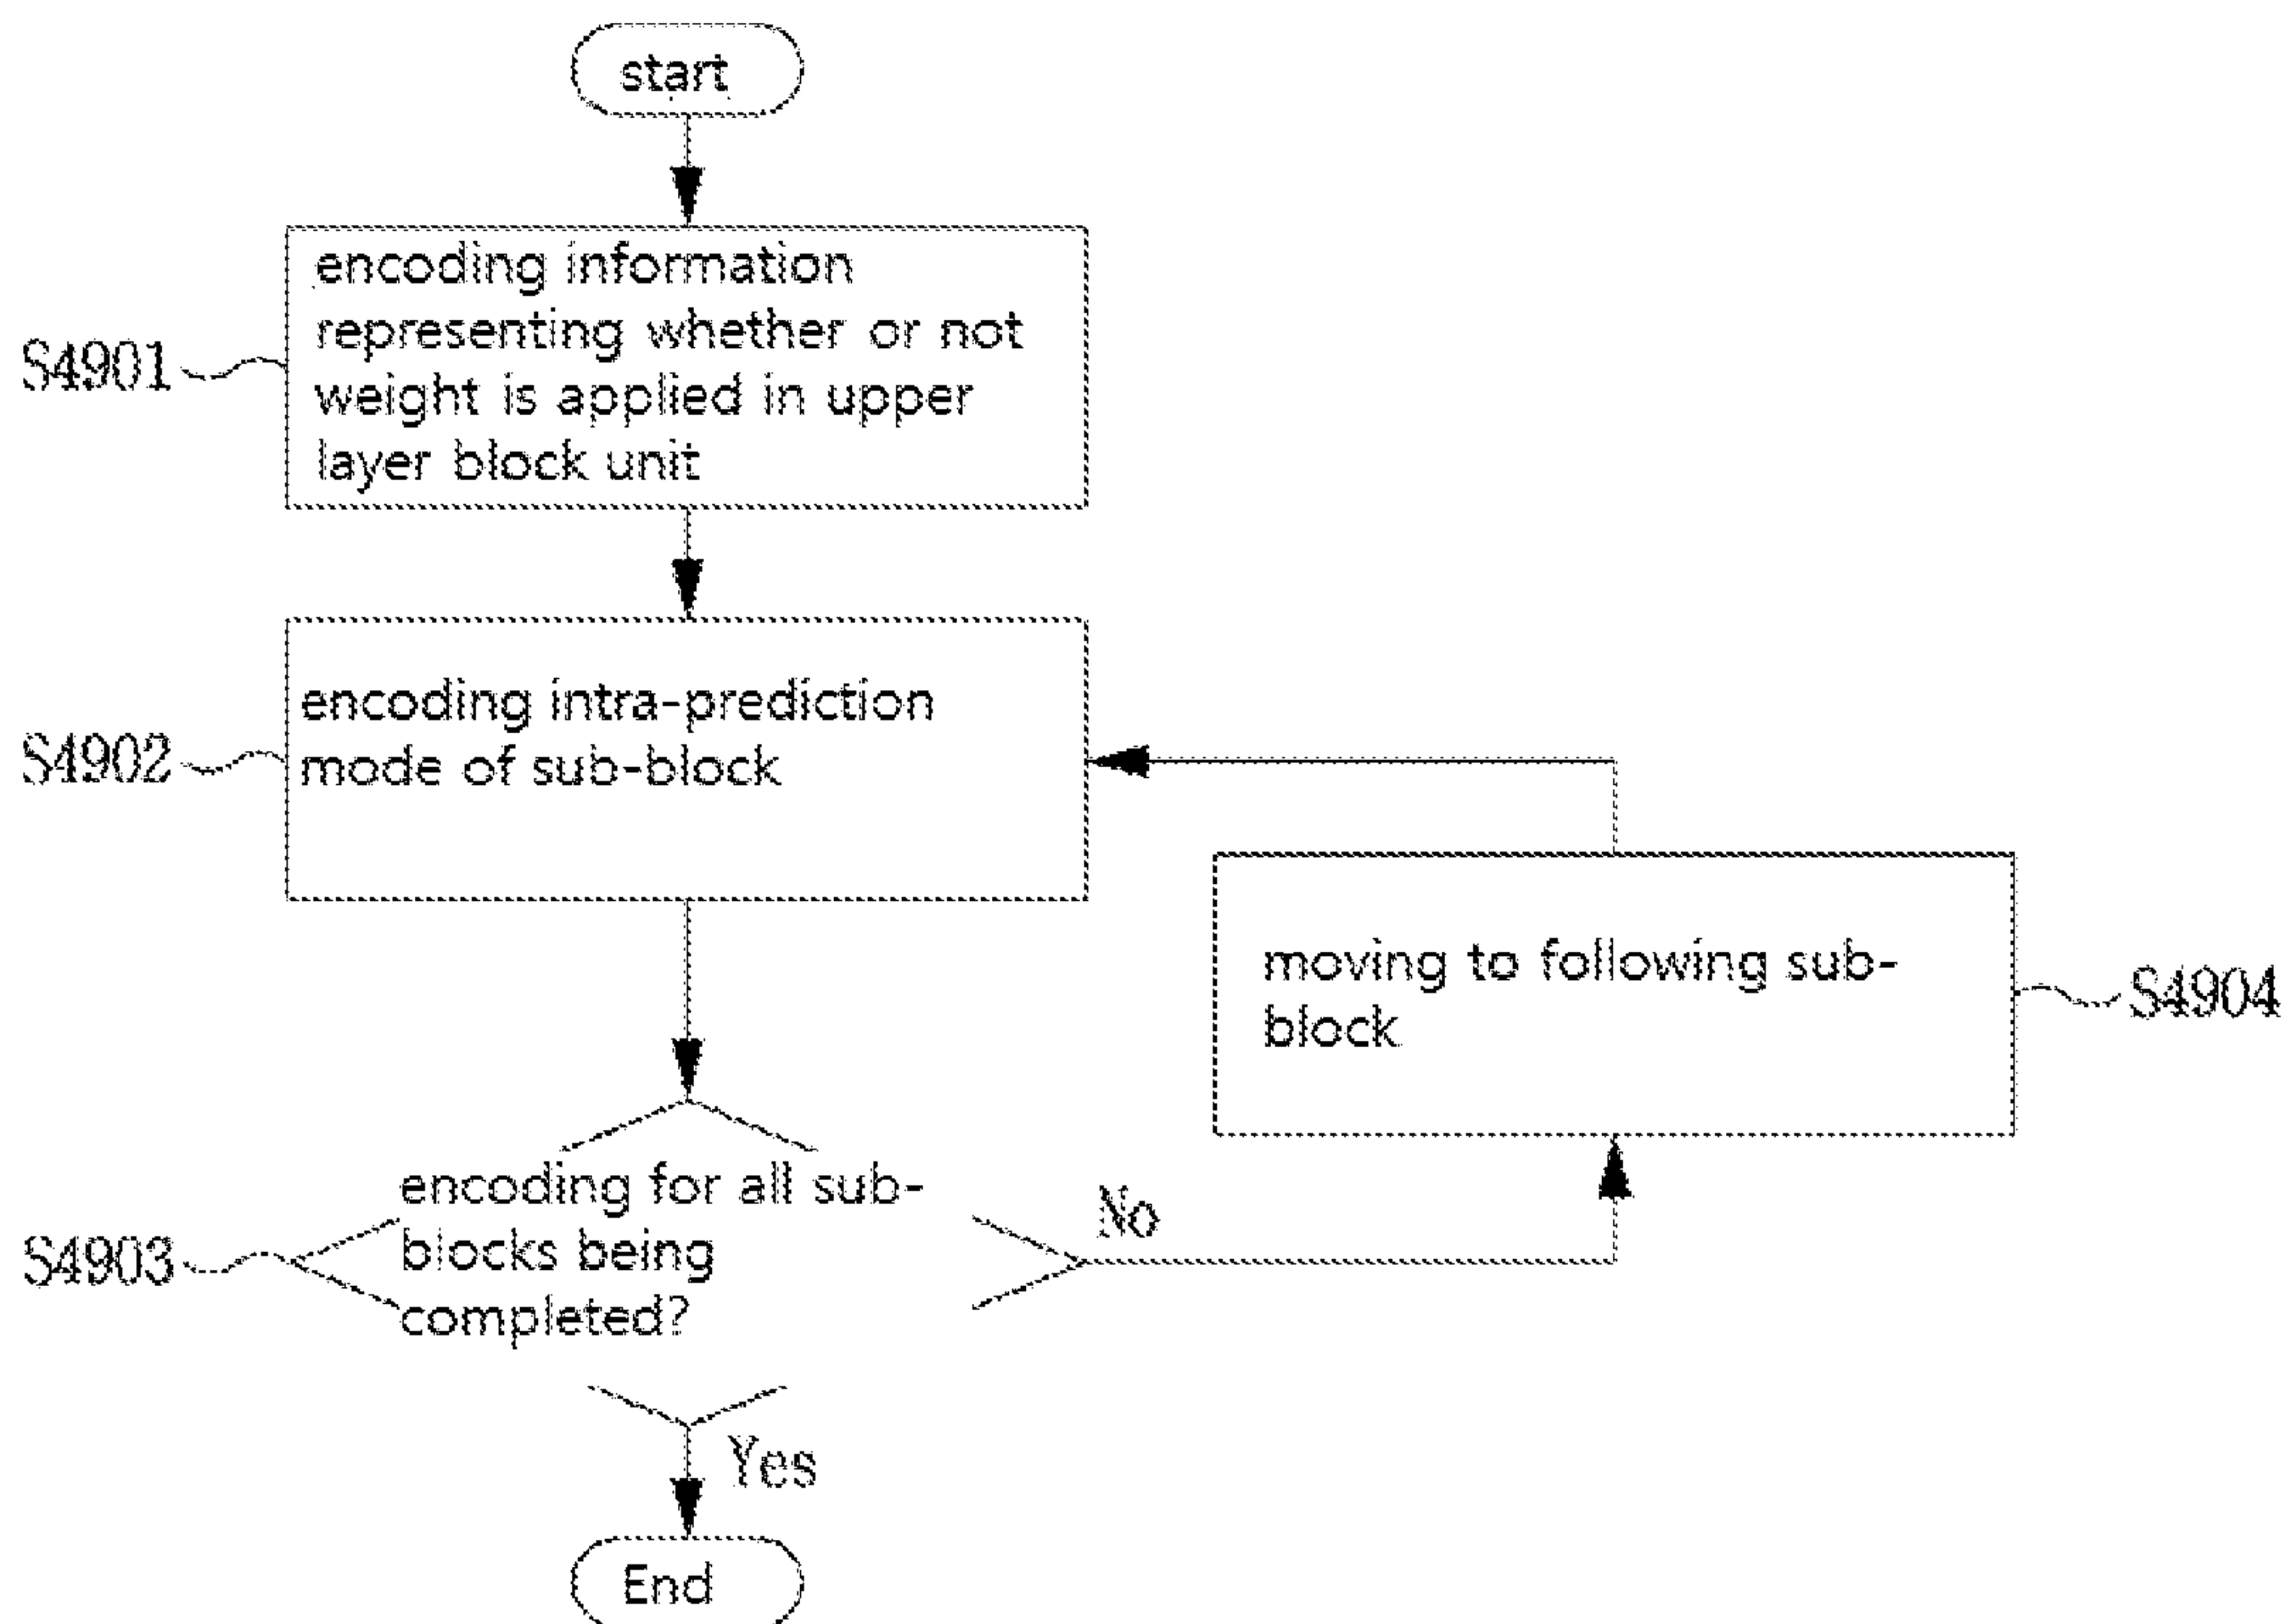 start
encoding information
representing whether or not
weight is applied in upper
layer block unit
S4901
encoding intra-prediction
mode of sub-block
S4902
moving to following sub-
block
S4904
encoding for all sub-
blocks being
completed?
S4903
No
Yes
End